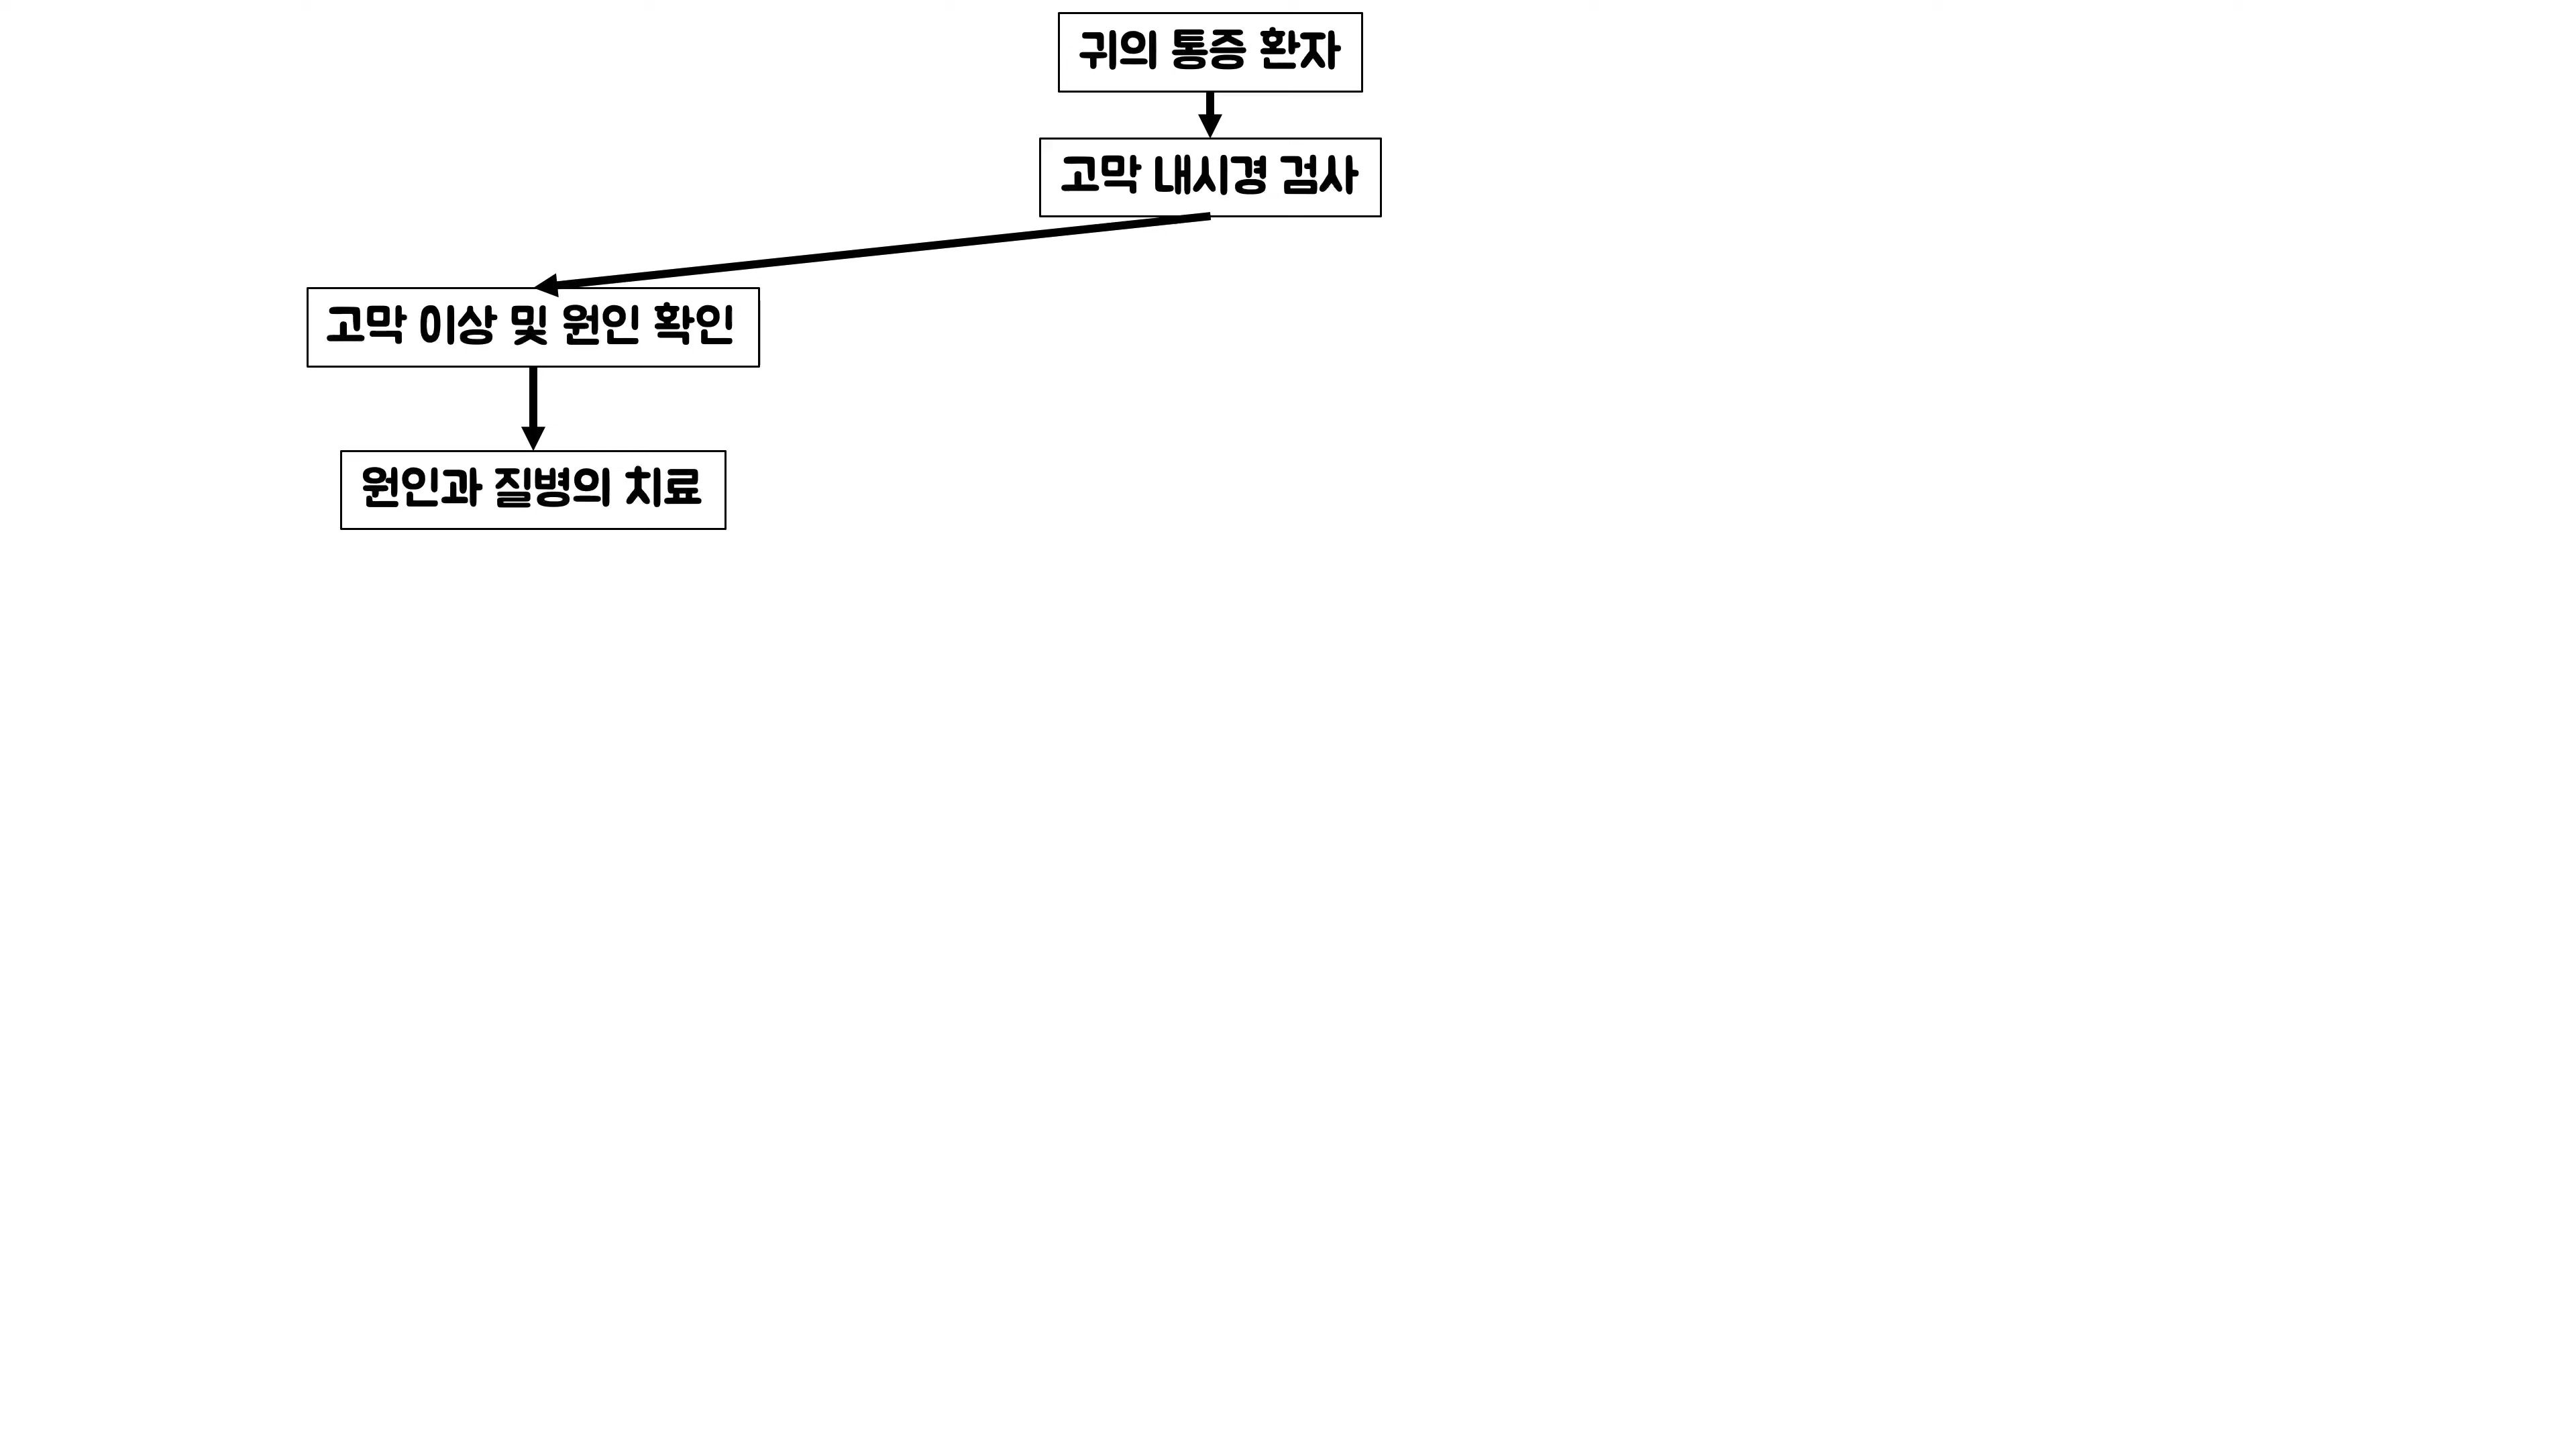 귀의 통증 환자
고막 내시경 검사
고막 이상 및 원인 확인
원인과 질병의 치료